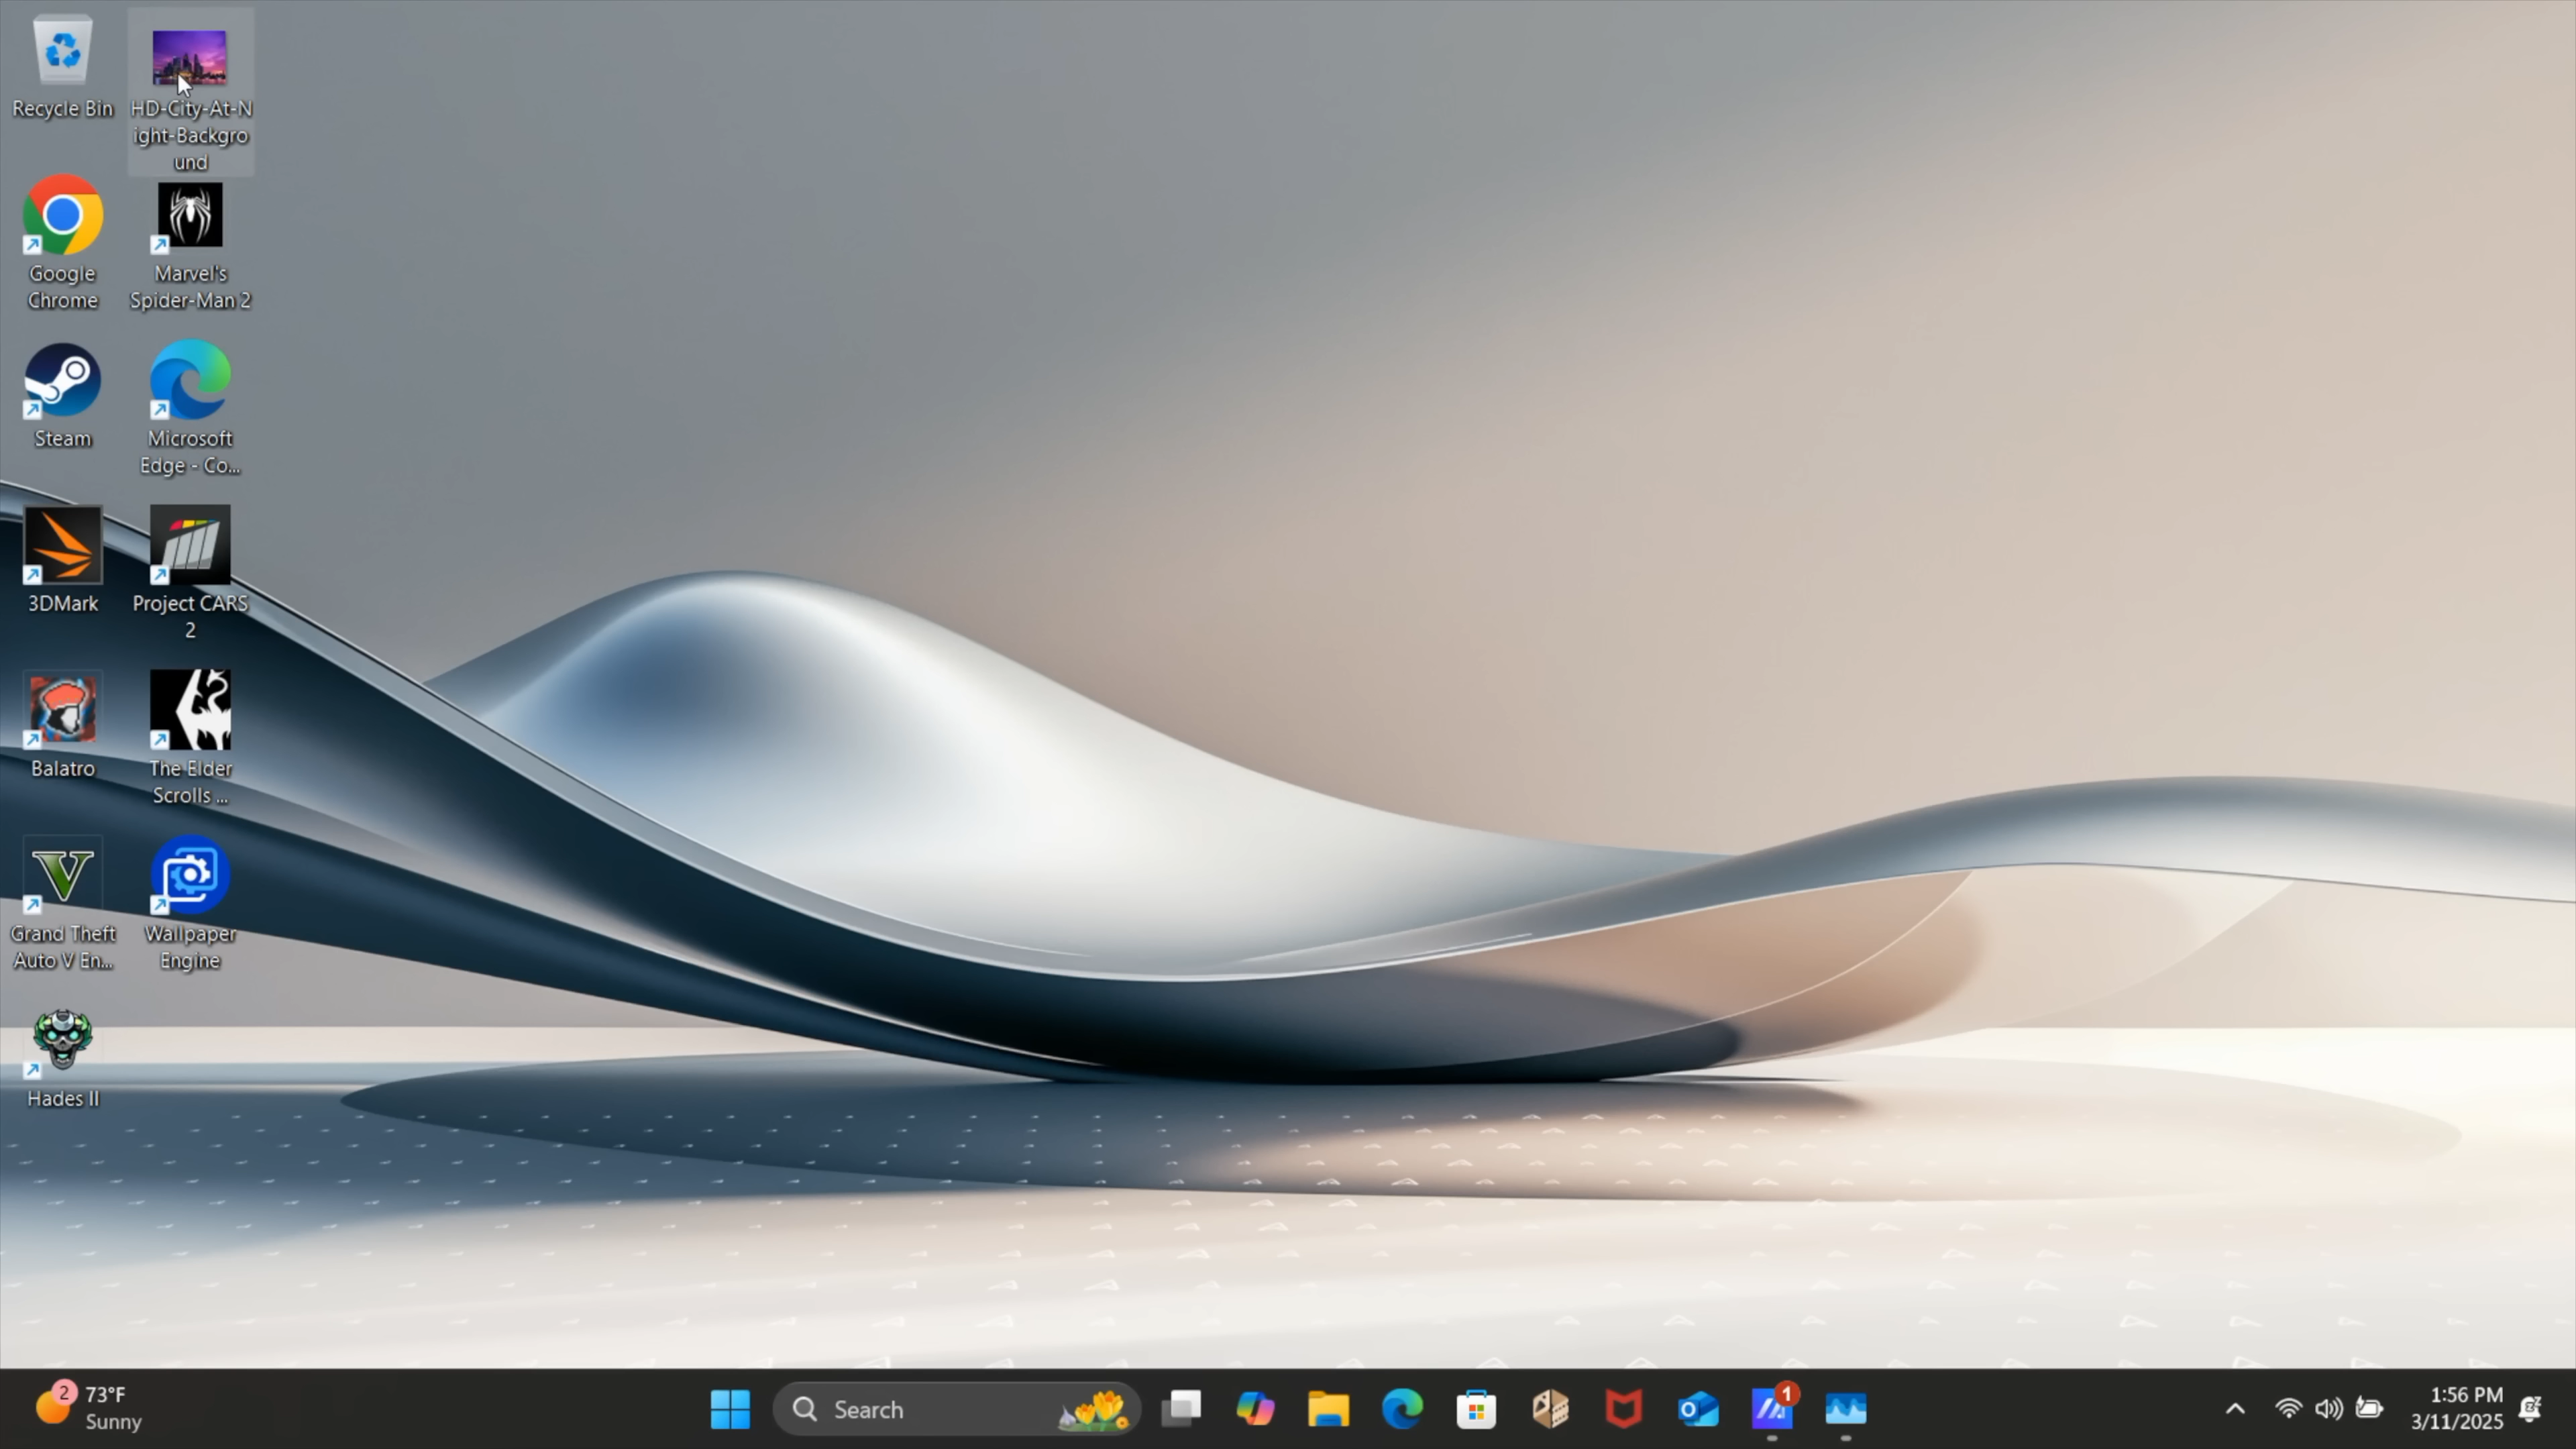 Recycle Bin
HD-City-At-N
ight-Backgro
und
Google
Chrome
Marvel's
Spider-Man 2
Steam
Microsoft
Edge - Co...
3DMark
Project CARS
2
Balatro
The Elder
Scrolls ...
Grand Theft
Auto V En...
Wallpaper
Engine
Hades II
2
73°F
Sunny
Search
1
1:56 PM
3/11/2025